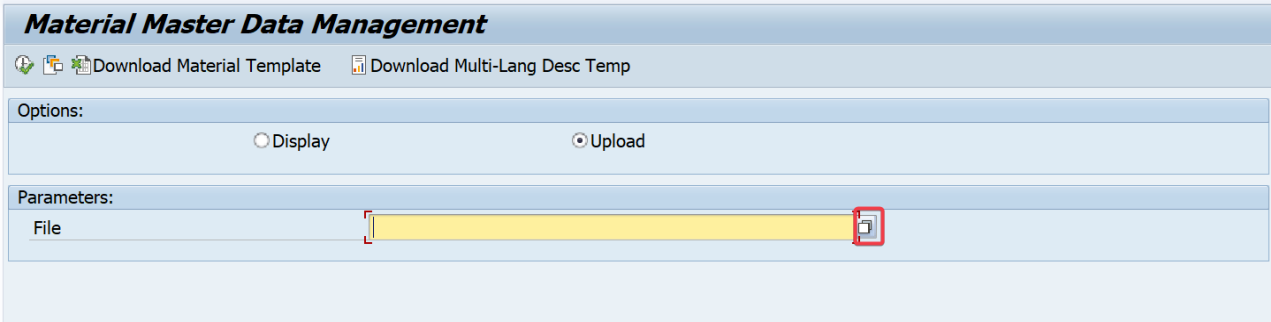 Material Master Data Management
Download Material Template Download Multi-Lang Desc Temp
Options:
Display Upload
Parameters:
File